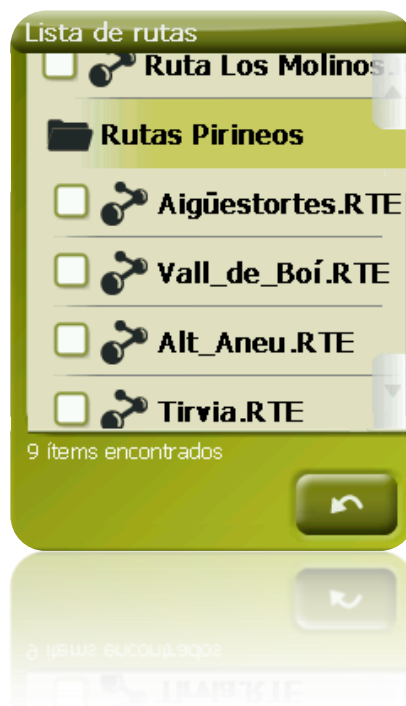 Lista de rutas
Ruta Los Molinos.
Rutas Pirineos
Aigüestortes.RTE
Vall_de_Boí.RTE
Alt_Aneu.RTE
Tirvia.RTE
9 ítems encontrados